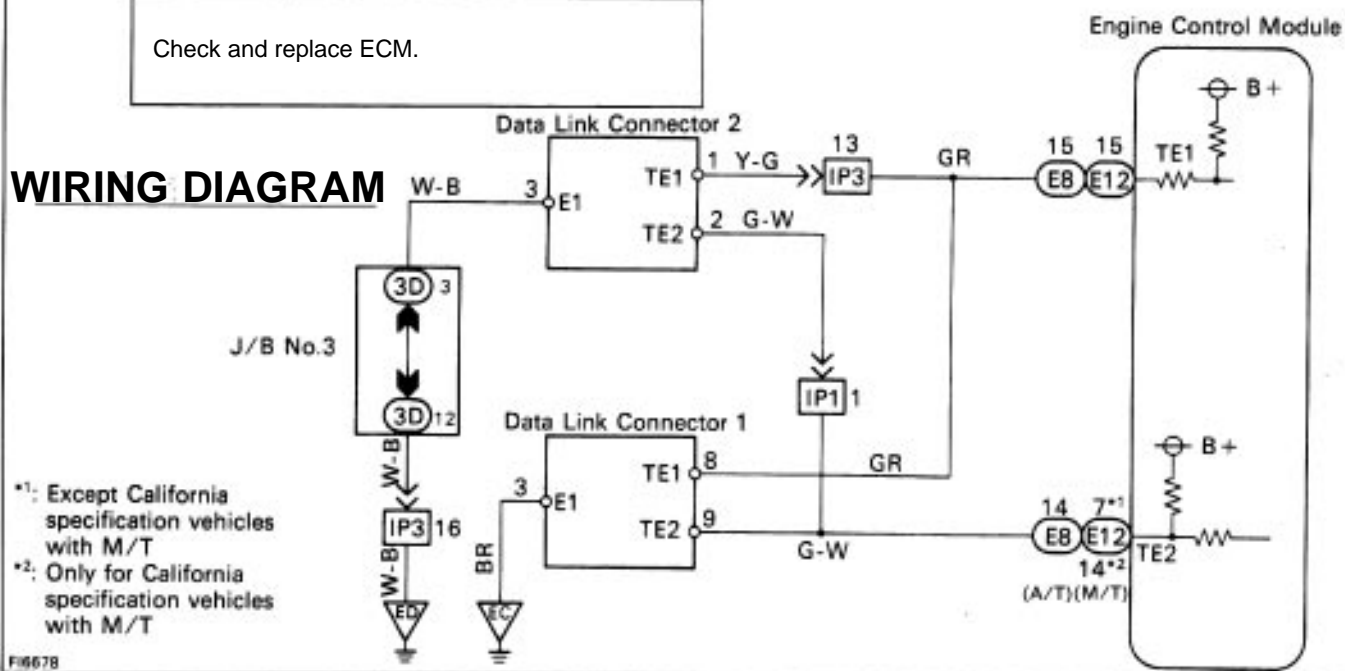 Check and replace ECM.
WIRING DIAGRAM
Engine Control Module
B+
Data Link Connector 2
W-B
3
E1
TE1
1
Y-G
13
IP3
GR
15
15
E8
E12
TE1
TE2
2
G-W
3D
3
J/B No.3
3D
12
W-B
IP3
16
W-B
ED
IP1
1
Data Link Connector 1
3
E1
TE1
8
GR
TE2
9
G-W
BR
EC
B+
14
7*1
E8
E12
TE2
14*2
(A/T)(M/T)
*1: Except California
specification vehicles
with M/T
*2: Only for California
specification vehicles
with M/T
FI6678